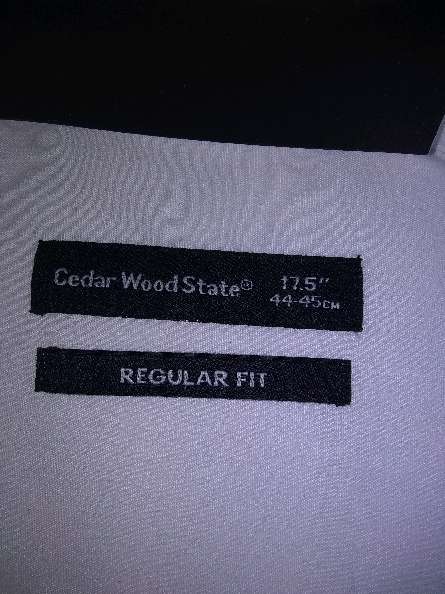 Cedar Wood State® 17.5"
44-45CM
REGULAR FIT